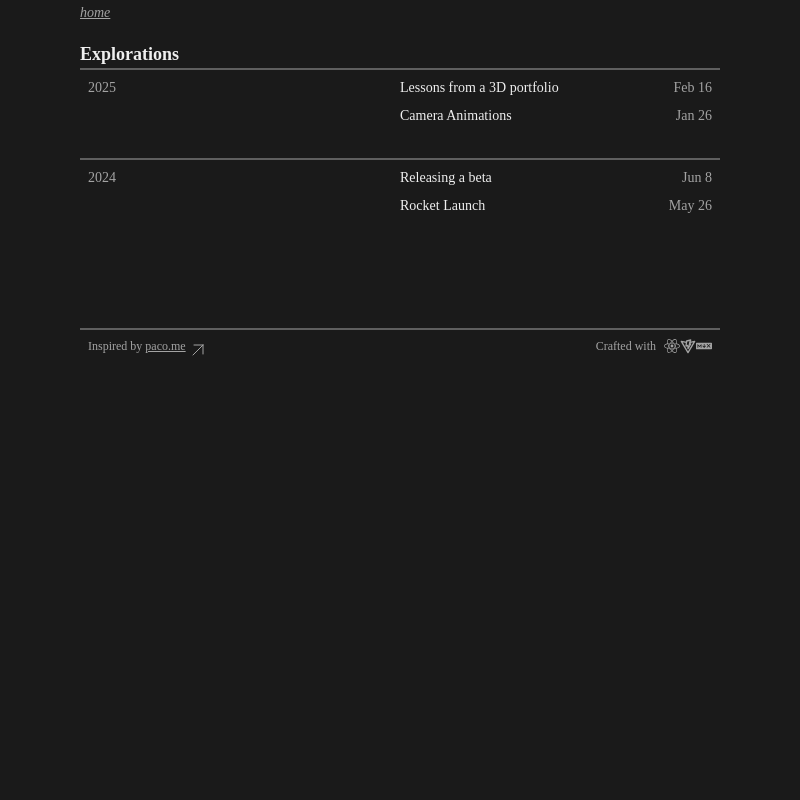 home
Explorations
2025 Lessons from a 3D portfolio Feb 16
Camera Animations Jan 26
2024 Releasing a beta Jun 8
Rocket Launch May 26
Inspired by paco.me Crafted with